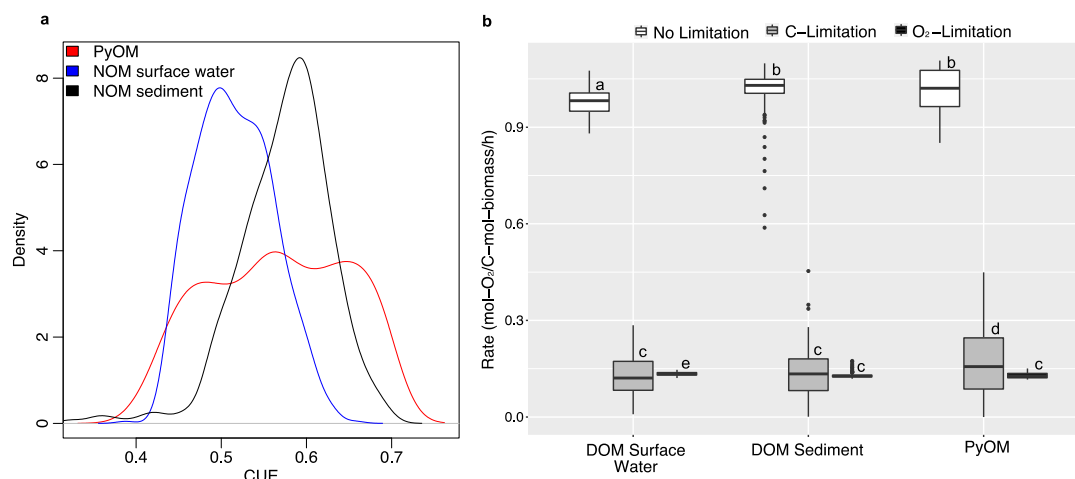 a
PyOM
NOM surface water
NOM sediment
Density
0
2
4
6
8
0.4
0.5
0.6
0.7
CUE
b
No Limitation
C−Limitation
O₂−Limitation
Rate (mol−O₂/C−mol−biomass/h)
0.9
0.6
0.3
0.0
a
b
b
c
e
c
c
d
c
DOM Surface
Water
DOM Sediment
PyOM